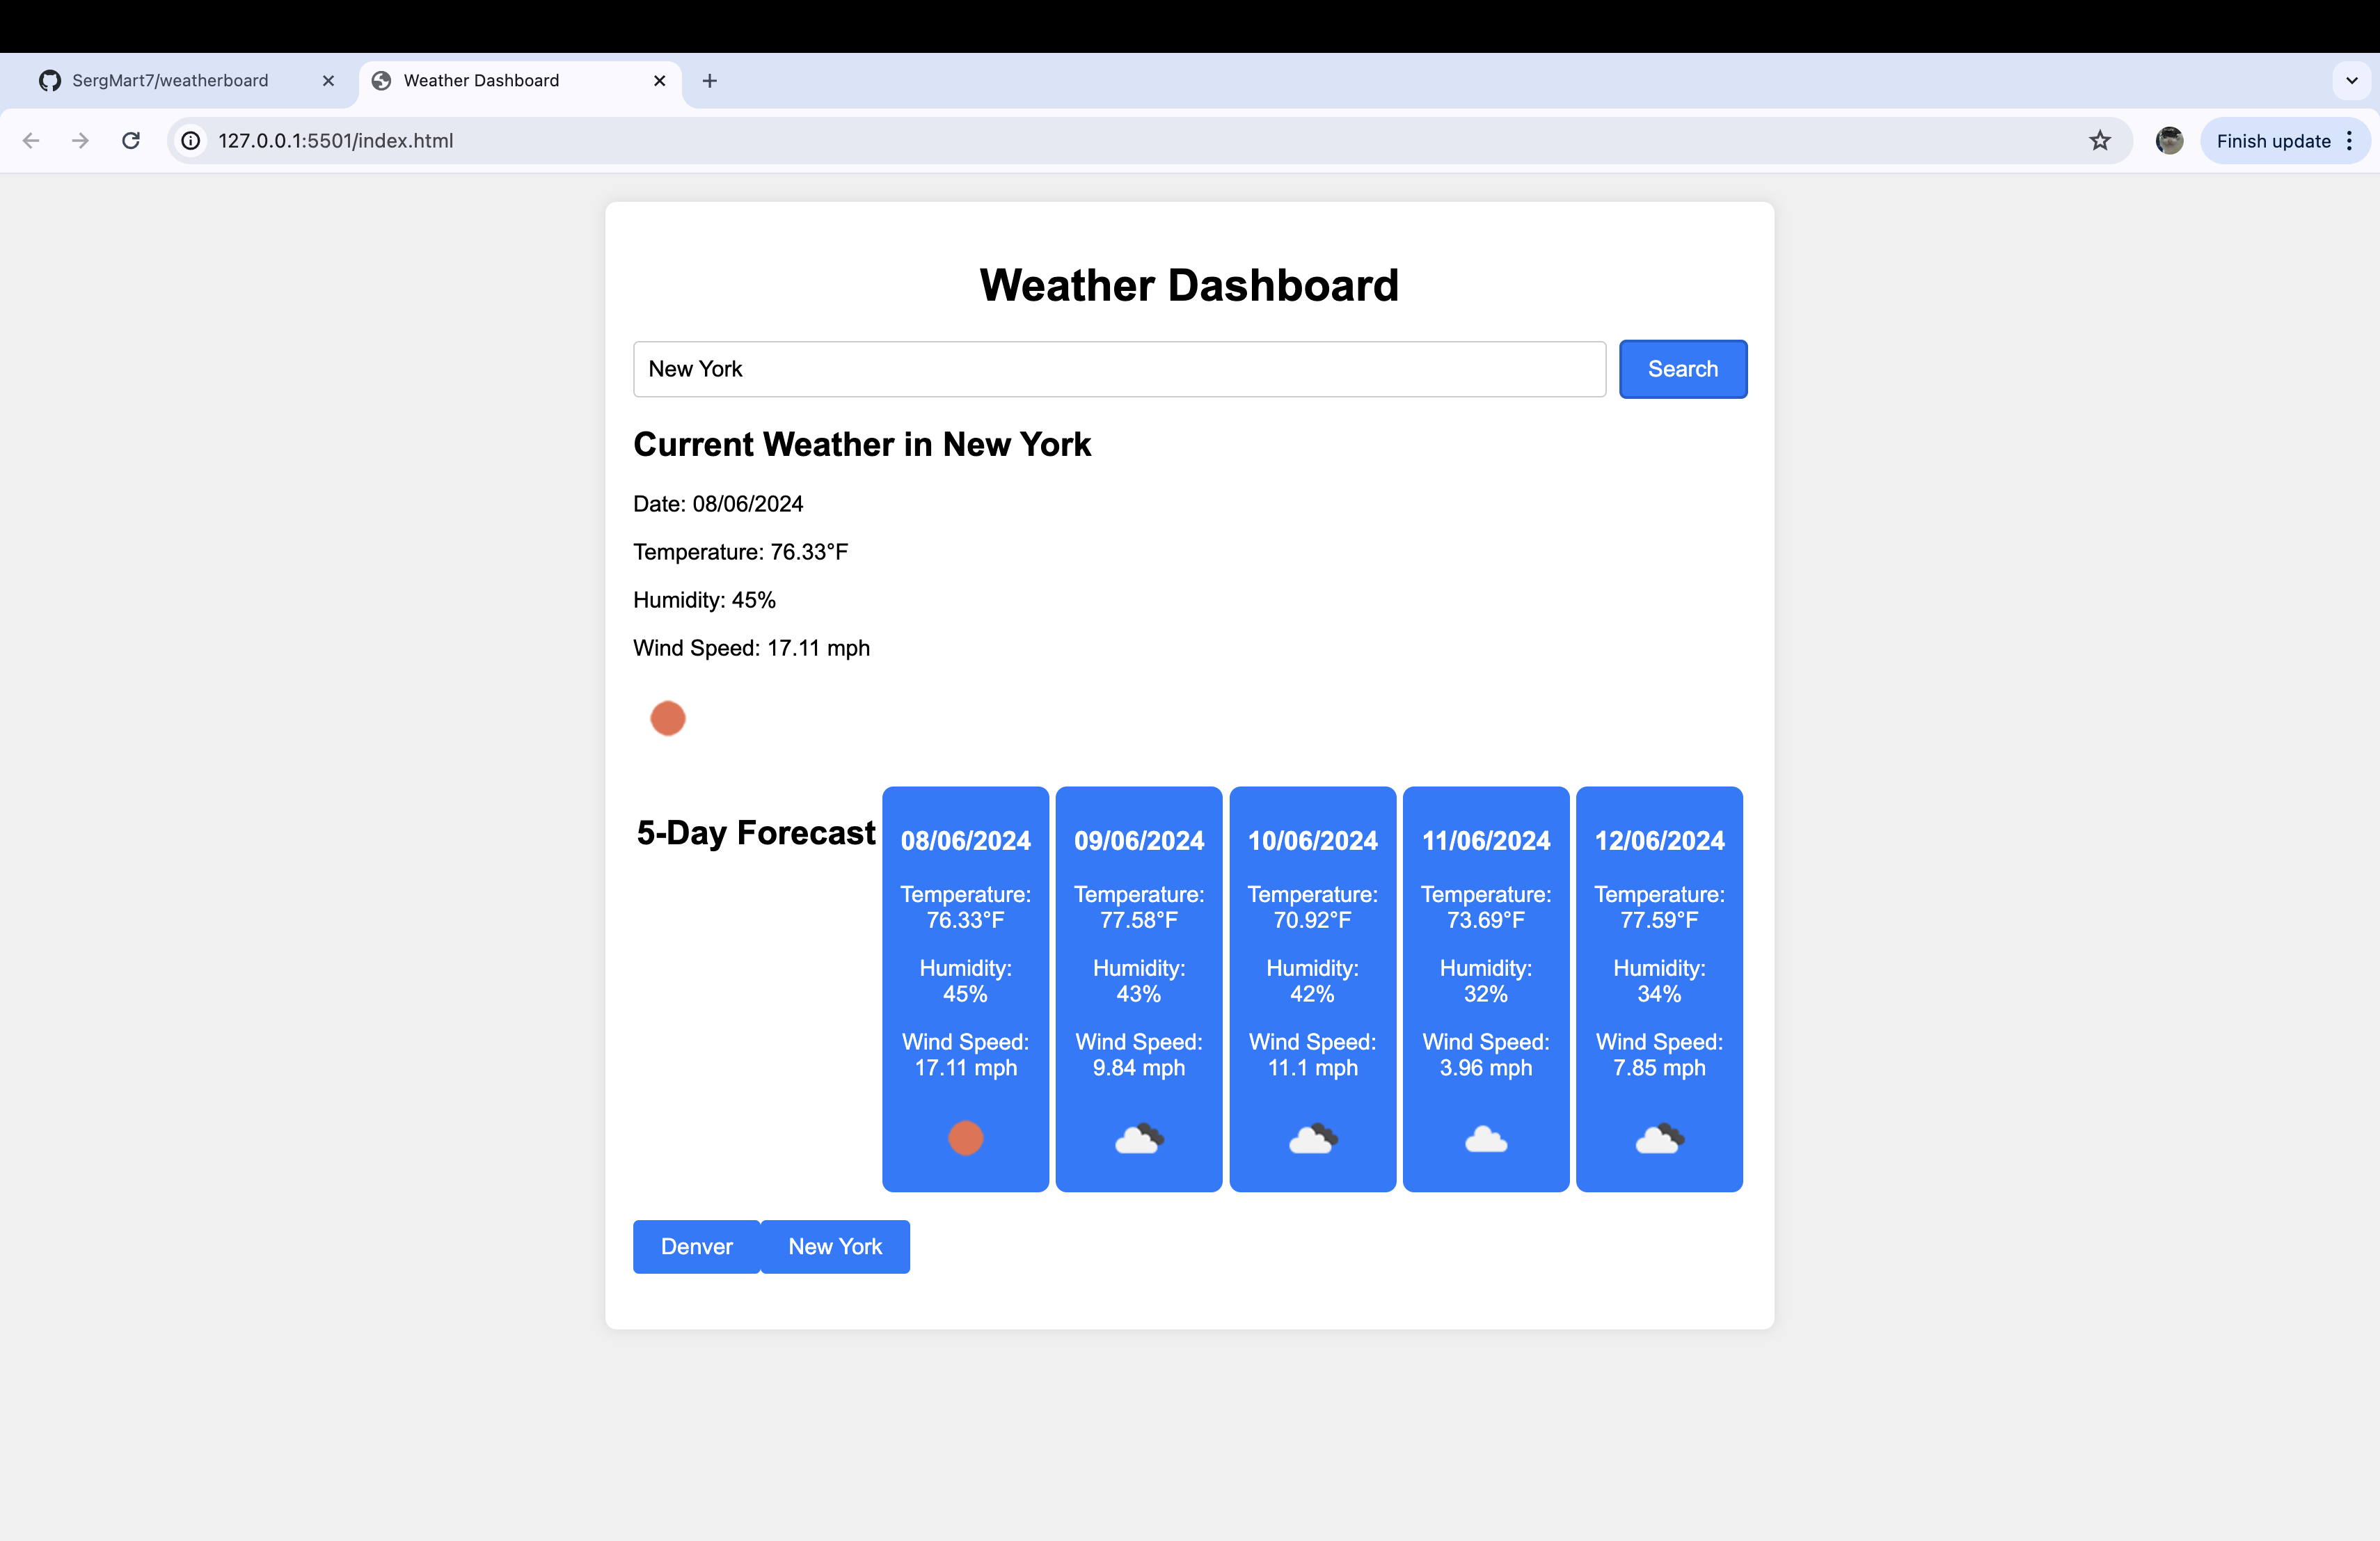 SergMart7/weatherboard
Weather Dashboard
127.0.0.1:5501/index.html
Finish update
Weather Dashboard
New York
Search
Current Weather in New York
Date: 08/06/2024
Temperature: 76.33°F
Humidity: 45%
Wind Speed: 17.11 mph
5-Day Forecast
08/06/2024
Temperature:
76.33°F
Humidity:
45%
Wind Speed:
17.11 mph
09/06/2024
Temperature:
77.58°F
Humidity:
43%
Wind Speed:
9.84 mph
10/06/2024
Temperature:
70.92°F
Humidity:
42%
Wind Speed:
11.1 mph
11/06/2024
Temperature:
73.69°F
Humidity:
32%
Wind Speed:
3.96 mph
12/06/2024
Temperature:
77.59°F
Humidity:
34%
Wind Speed:
7.85 mph
Denver
New York